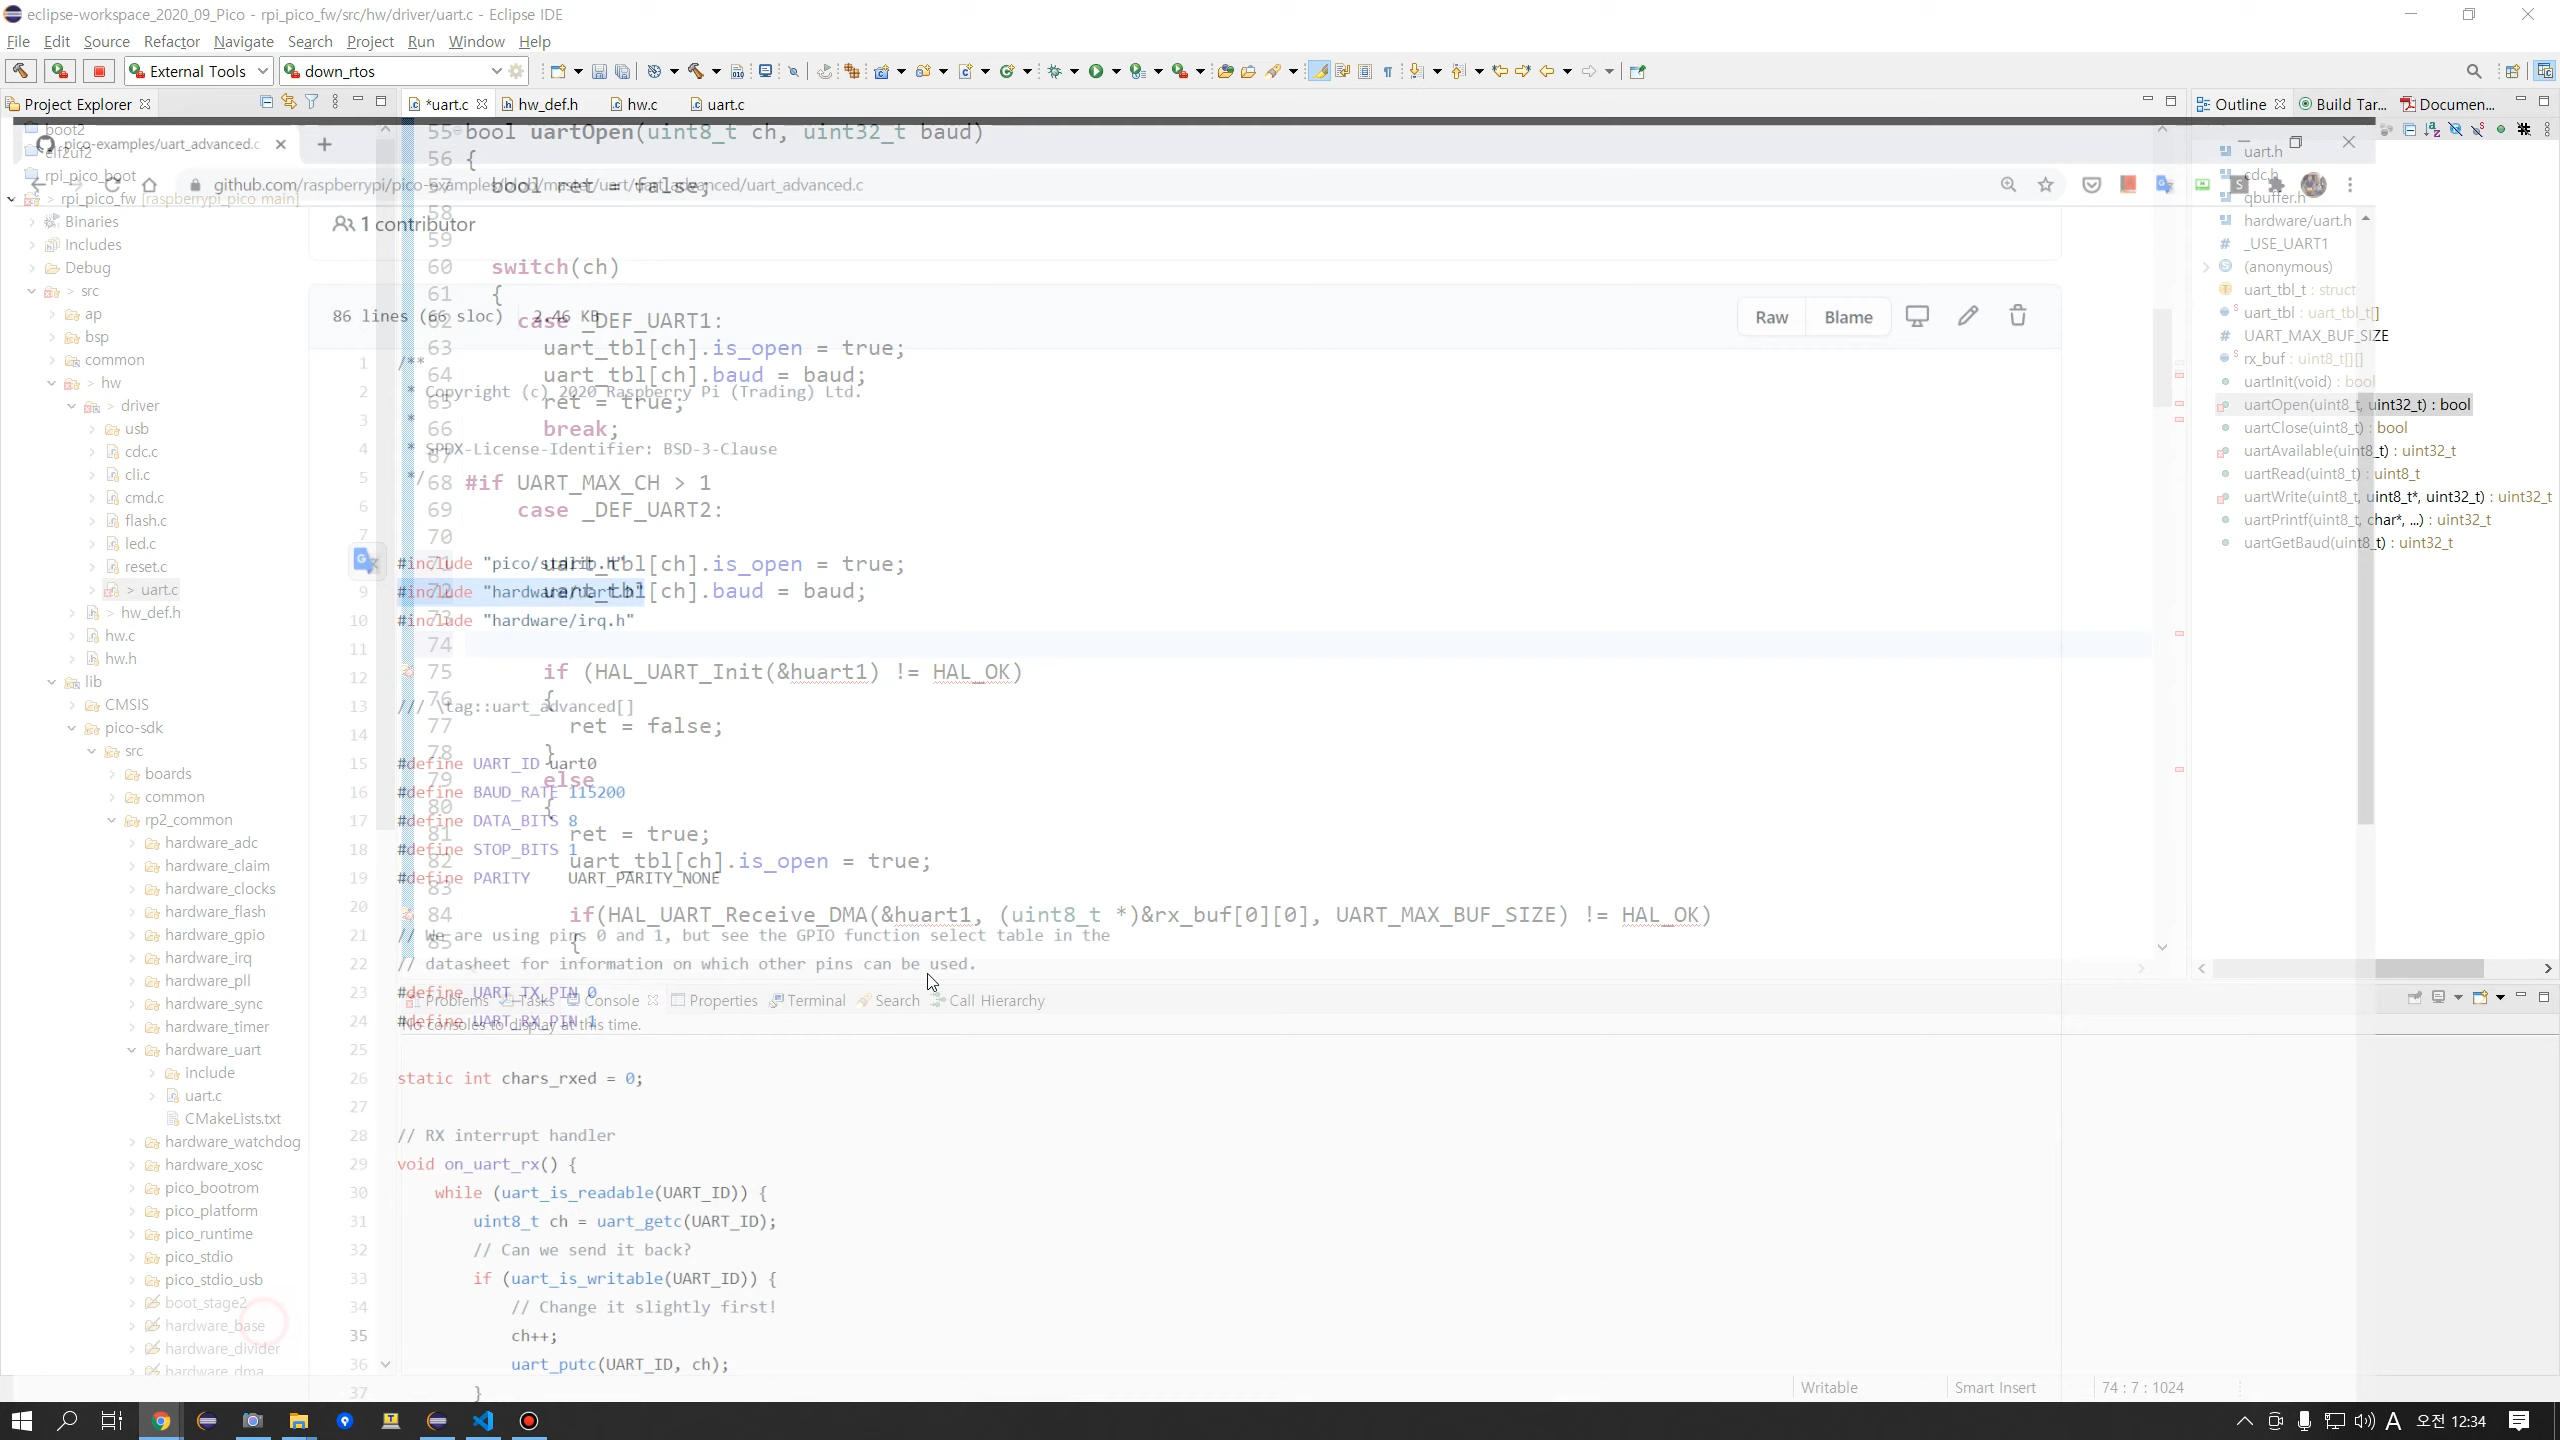 eclipse-workspace_2020_09_Pico - rpi_pico_fw/src/hw/driver/uart.c - Eclipse IDE
File Edit Source Refactor Navigate Search Project Run Window Help
External Tools down_rtos
Project Explorer
*uart.c hw_def.h hw.c uart.c
Outline Build Tar... Documen...
boot2
elf2uf2
rpi_pico_boot
rpi_pico_fw [raspberrypi_pico main]
Binaries
Includes
Debug
> src
ap
bsp
common
> hw
> driver
usb
cdc.c
cli.c
cmd.c
flash.c
led.c
reset.c
> uart.c
> hw_def.h
hw.c
hw.h
lib
CMSIS
pico-sdk
src
boards
common
rp2_common
hardware_adc
hardware_claim
hardware_clocks
hardware_flash
hardware_gpio
hardware_irq
hardware_pll
hardware_sync
hardware_timer
hardware_uart
include
uart.c
CMakeLists.txt
hardware_watchdog
hardware_xosc
pico_bootrom
pico_platform
pico_runtime
pico_stdio
pico_stdio_usb
boot_stage2
hardware_base
hardware_divider
hardware_dma
55 bool uartOpen(uint8_t ch, uint32_t baud)
56 {
57 bool ret = false;
58
59
60 switch(ch)
61 {
62 case _DEF_UART1:
63 uart_tbl[ch].is_open = true;
64 uart_tbl[ch].baud = baud;
65 ret = true;
66 break;
67
68 #if UART_MAX_CH > 1
69 case _DEF_UART2:
70
71 uart_tbl[ch].is_open = true;
72 uart_tbl[ch].baud = baud;
73
74
75 if (HAL_UART_Init(&huart1) != HAL_OK)
76 {
77 ret = false;
78 }
79 else
80 {
81 ret = true;
82 uart_tbl[ch].is_open = true;
83
84 if(HAL_UART_Receive_DMA(&huart1, (uint8_t *)&rx_buf[0][0], UART_MAX_BUF_SIZE) != HAL_OK)
85 {
pico-examples/uart_advanced.c
github.com/raspberrypi/pico-examples/blob/master/uart/uart_advanced/uart_advanced.c
1 contributor
86 lines (66 sloc) 2.46 KB
Raw Blame
1 /**
2 * Copyright (c) 2020 Raspberry Pi (Trading) Ltd.
3 *
4 * SPDX-License-Identifier: BSD-3-Clause
5 */
6
7
#include "pico/stdlib.h"
9 #include "hardware/uart.h"
10 #include "hardware/irq.h"
11
12
13 /// \tag::uart_advanced[]
14
15 #define UART_ID uart0
16 #define BAUD_RATE 115200
17 #define DATA_BITS 8
18 #define STOP_BITS 1
19 #define PARITY UART_PARITY_NONE
20
21 // We are using pins 0 and 1, but see the GPIO function select table in the
22 // datasheet for information on which other pins can be used.
23 #define UART_TX_PIN 0
24 #define UART_RX_PIN 1
25
26 static int chars_rxed = 0;
27
28 // RX interrupt handler
29 void on_uart_rx() {
30 while (uart_is_readable(UART_ID)) {
31 uint8_t ch = uart_getc(UART_ID);
32 // Can we send it back?
33 if (uart_is_writable(UART_ID)) {
34 // Change it slightly first!
35 ch++;
36 uart_putc(UART_ID, ch);
37 }
Problems Tasks Console Properties Terminal Search Call Hierarchy
No consoles to display at this time.
uart.h
cdc.h
qbuffer.h
hardware/uart.h
_USE_UART1
(anonymous)
uart_tbl_t : struct
uart_tbl : uart_tbl_t[]
UART_MAX_BUF_SIZE
rx_buf : uint8_t[][]
uartInit(void) : bool
uartOpen(uint8_t, uint32_t) : bool
uartClose(uint8_t) : bool
uartAvailable(uint8_t) : uint32_t
uartRead(uint8_t) : uint8_t
uartWrite(uint8_t, uint8_t*, uint32_t) : uint32_t
uartPrintf(uint8_t, char*, ...) : uint32_t
uartGetBaud(uint8_t) : uint32_t
Writable Smart Insert 74 : 7 : 1024
A 오전 12:34